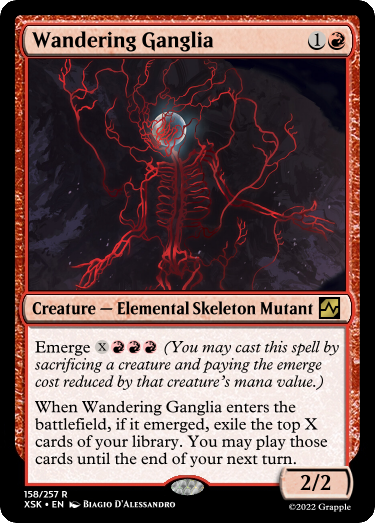 Wandering Ganglia 1
Creature — Elemental Skeleton Mutant
Emerge X (You may cast this spell by
sacrificing a creature and paying the emerge
cost reduced by that creature's mana value.)
When Wandering Ganglia enters the
battlefield, if it emerged, exile the top X
cards of your library. You may play those
cards until the end of your next turn.
2/2
158/257 R
XSK • EN Biagio D'Alessandro
©2022 Grapple